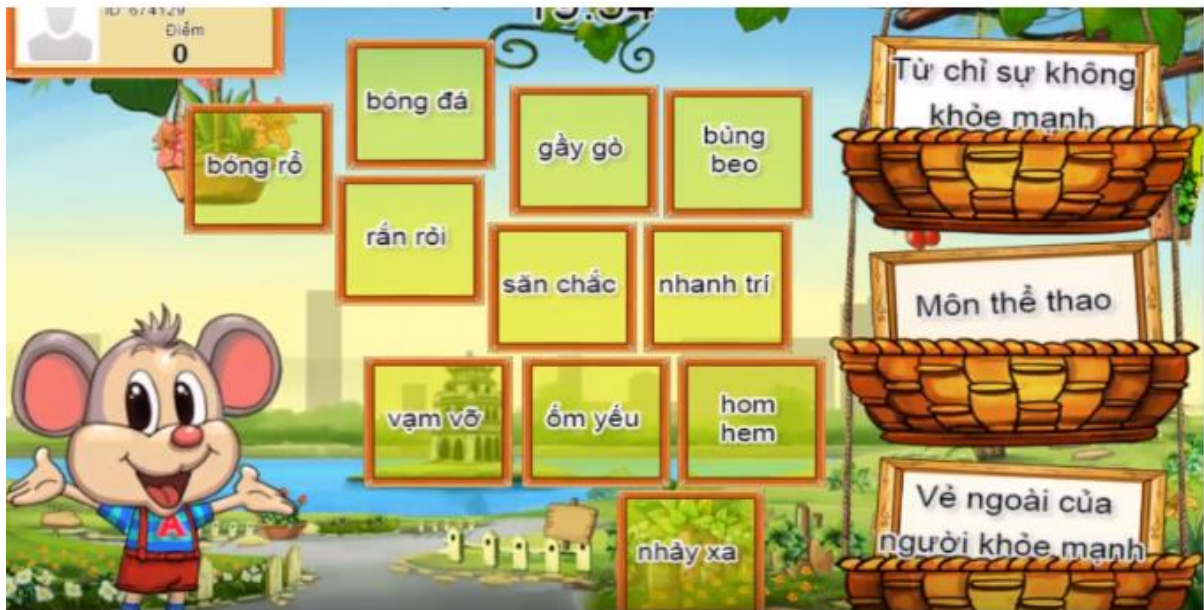 ID: 674129
Điểm
0
bóng đá
gầy gò
bủng
beo
bóng rổ
rắn rỏi
săn chắc
nhanh trí
vạm vỡ
ốm yếu
hom
hem
nhảy xa
Từ chỉ sự không
khỏe mạnh
Môn thể thao
Vẻ ngoài của
người khỏe mạnh
A